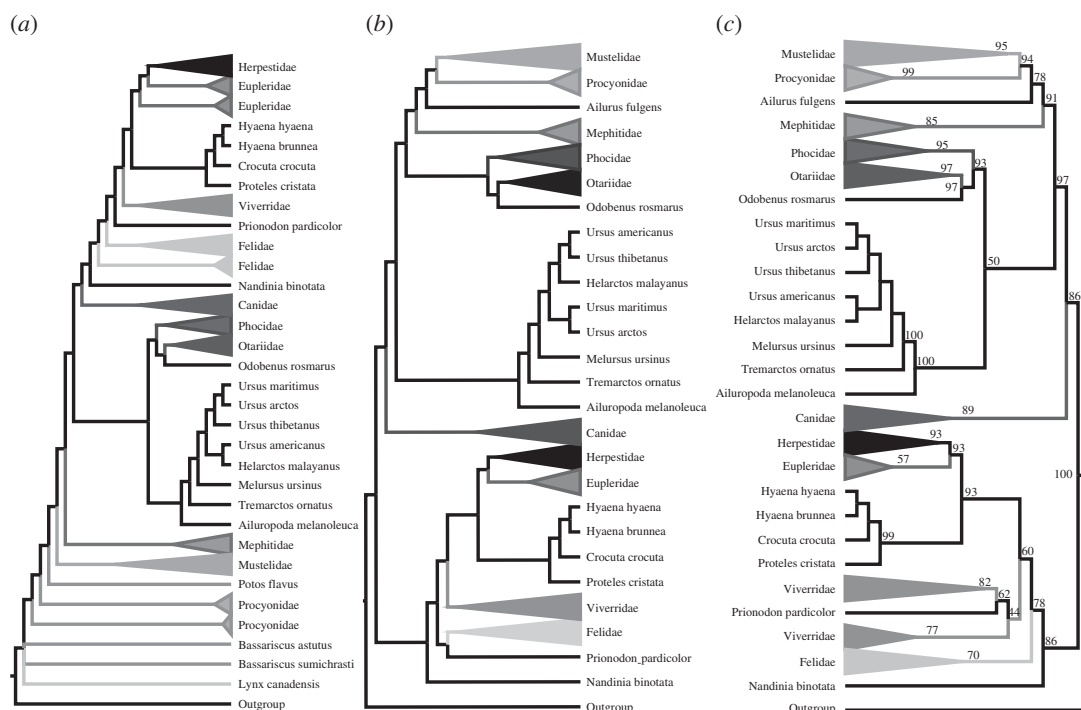 (a)
Herpestidae
Eupleridae
Eupleridae
Hyaena hyaena
Hyaena brunnea
Crocuta crocuta
Proteles cristata
Viverridae
Prionodon pardicolor
Felidae
Felidae
Nandinia binotata
Canidae
Phocidae
Otariidae
Odobenus rosmarus
Ursus maritimus
Ursus arctos
Ursus thibetanus
Ursus americanus
Helarctos malayanus
Melursus ursinus
Tremarctos ornatus
Ailuropoda melanoleuca
Mephitidae
Mustelidae
Potos flavus
Procyonidae
Procyonidae
Bassariscus astutus
Bassariscus sumichrasti
Lynx canadensis
Outgroup
(b)
Mustelidae
Procyonidae
Ailurus fulgens
Mephitidae
Phocidae
Otariidae
Odobenus rosmarus
Ursus americanus
Ursus thibetanus
Helarctos malayanus
Ursus maritimus
Ursus arctos
Melursus ursinus
Tremarctos ornatus
Ailuropoda melanoleuca
Canidae
Herpestidae
Eupleridae
Hyaena hyaena
Hyaena brunnea
Crocuta crocuta
Proteles cristata
Viverridae
Felidae
Prionodon_pardicolor
Nandinia binotata
Outgroup
(c)
Mustelidae 95
94
Procyonidae 99
78
Ailurus fulgens
91
Mephitidae 85
Phocidae 95
93
Otariidae 97
97
97
Odobenus rosmarus
Ursus maritimus
Ursus arctos
50
Ursus thibetanus
86
Ursus americanus
Helarctos malayanus
100
Melursus ursinus
100
Tremarctos ornatus
Ailuropoda melanoleuca
Canidae 89
Herpestidae 93
93
Eupleridae 57
100
Hyaena hyaena
93
Hyaena brunnea
Crocuta crocuta
99
Proteles cristata
60
Viverridae 82
62
78
Prionodon pardicolor
44
Viverridae 77
86
Felidae 70
Nandinia binotata
Outgroup